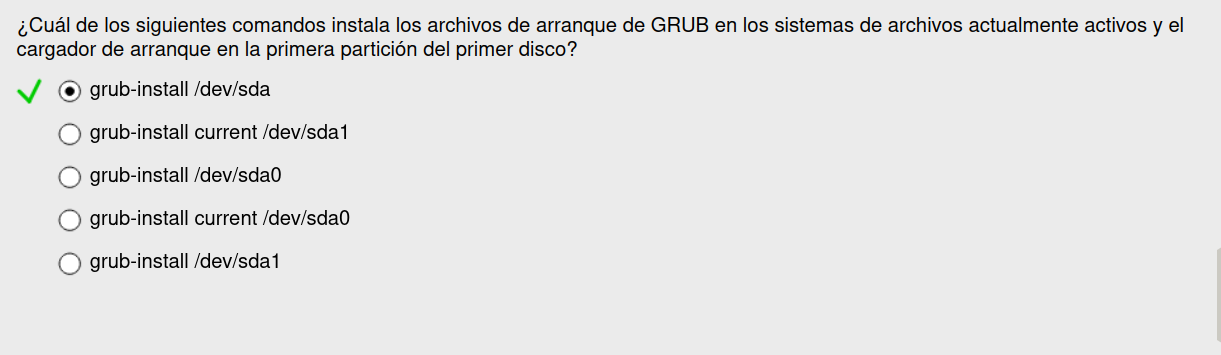 ¿Cuál de los siguientes comandos instala los archivos de arranque de GRUB en los sistemas de archivos actualmente activos y el
cargador de arranque en la primera partición del primer disco?
grub-install /dev/sda
grub-install current /dev/sda1
grub-install /dev/sda0
grub-install current /dev/sda0
grub-install /dev/sda1